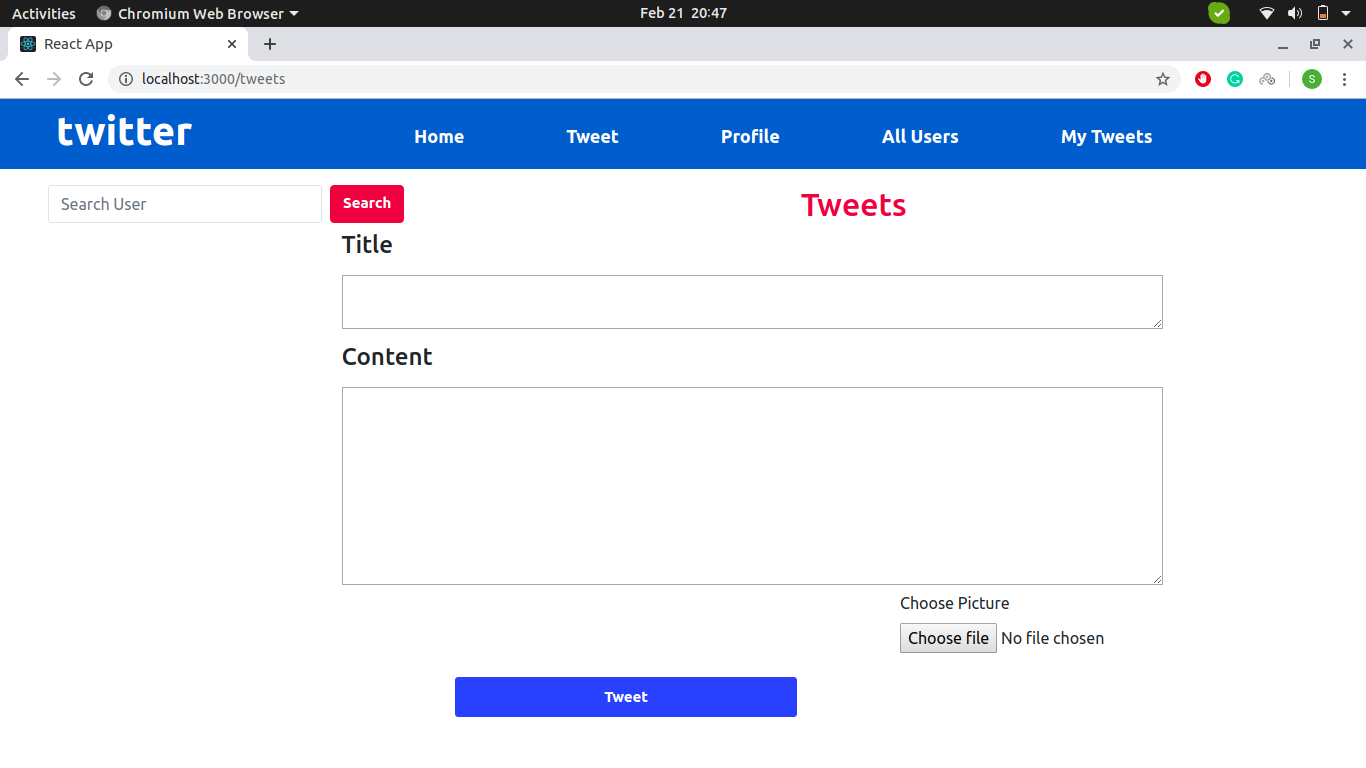 Activities Chromium Web Browser Feb 21 20:47
React App
localhost:3000/tweets S
twitter Home Tweet Profile All Users My Tweets
Search User Search Tweets
Title
Content
Choose Picture
Choose file No file chosen
Tweet